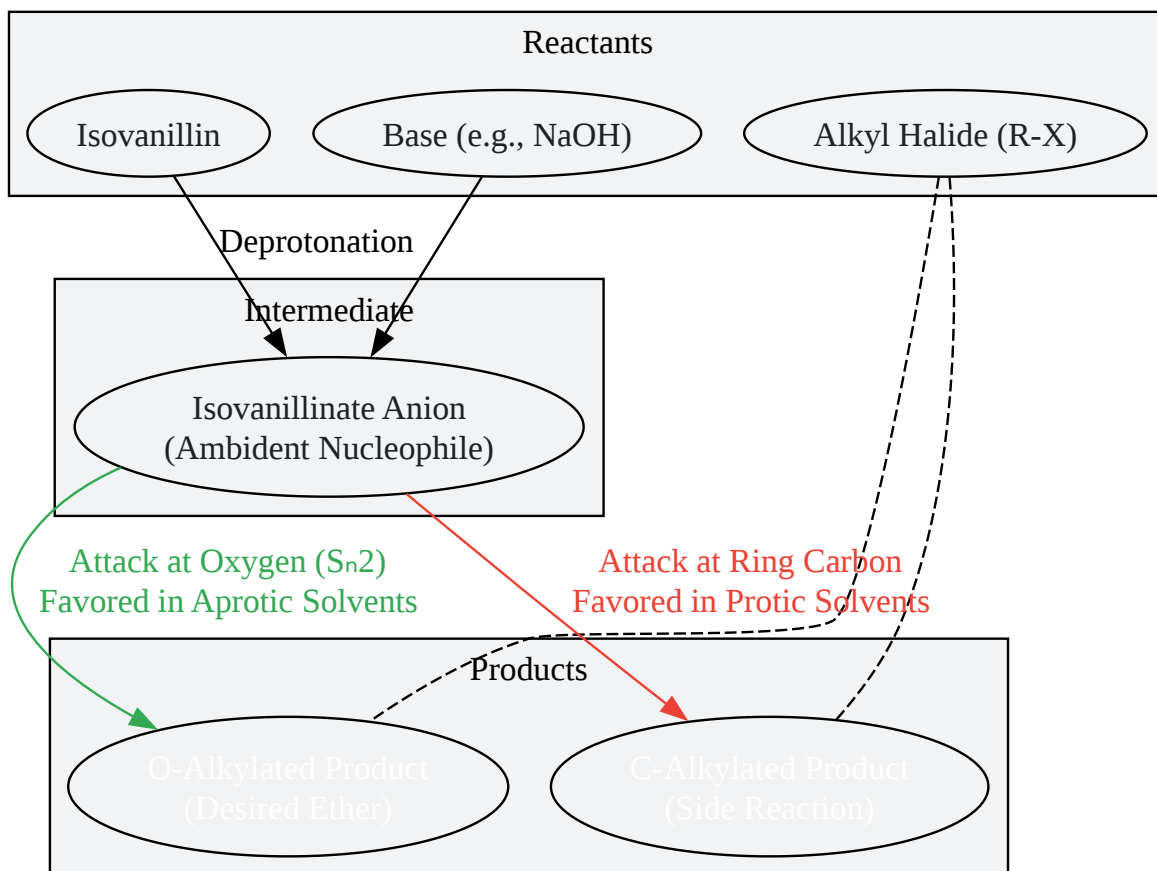 Reactants
Isovanillin
Base (e.g., NaOH)
Alkyl Halide (R-X)
Deprotonation
Intermediate
Isovanillinate Anion
(Ambident Nucleophile)
Attack at Oxygen (Sₙ2)
Favored in Aprotic Solvents
Attack at Ring Carbon
Favored in Protic Solvents
Products
O-Alkylated Product
(Desired Ether)
C-Alkylated Product
(Side Reaction)